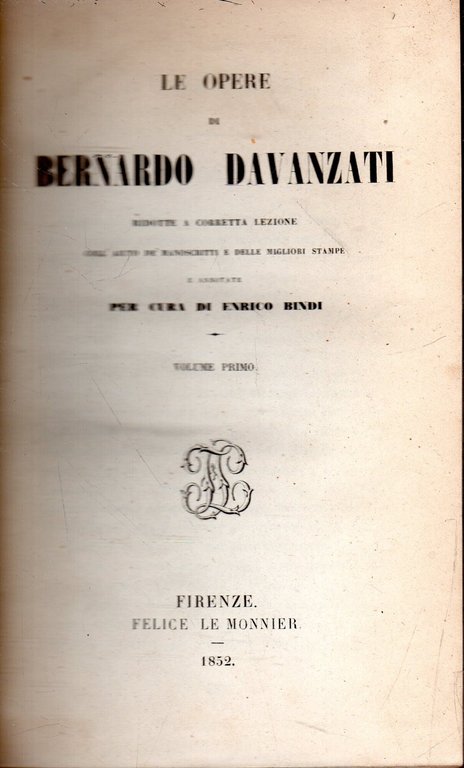 LE OPERE
DI
BERNARDO DAVANZATI
RIDOTTE A CORRETTA LEZIONE
COLL' AIUTO DE' MANOSCRITTI E DELLE MIGLIORI STAMPE
E ANNOTATE
PER CURA DI ENRICO BINDI
VOLUME PRIMO.
FIRENZE.
FELICE LE MONNIER.
1852.